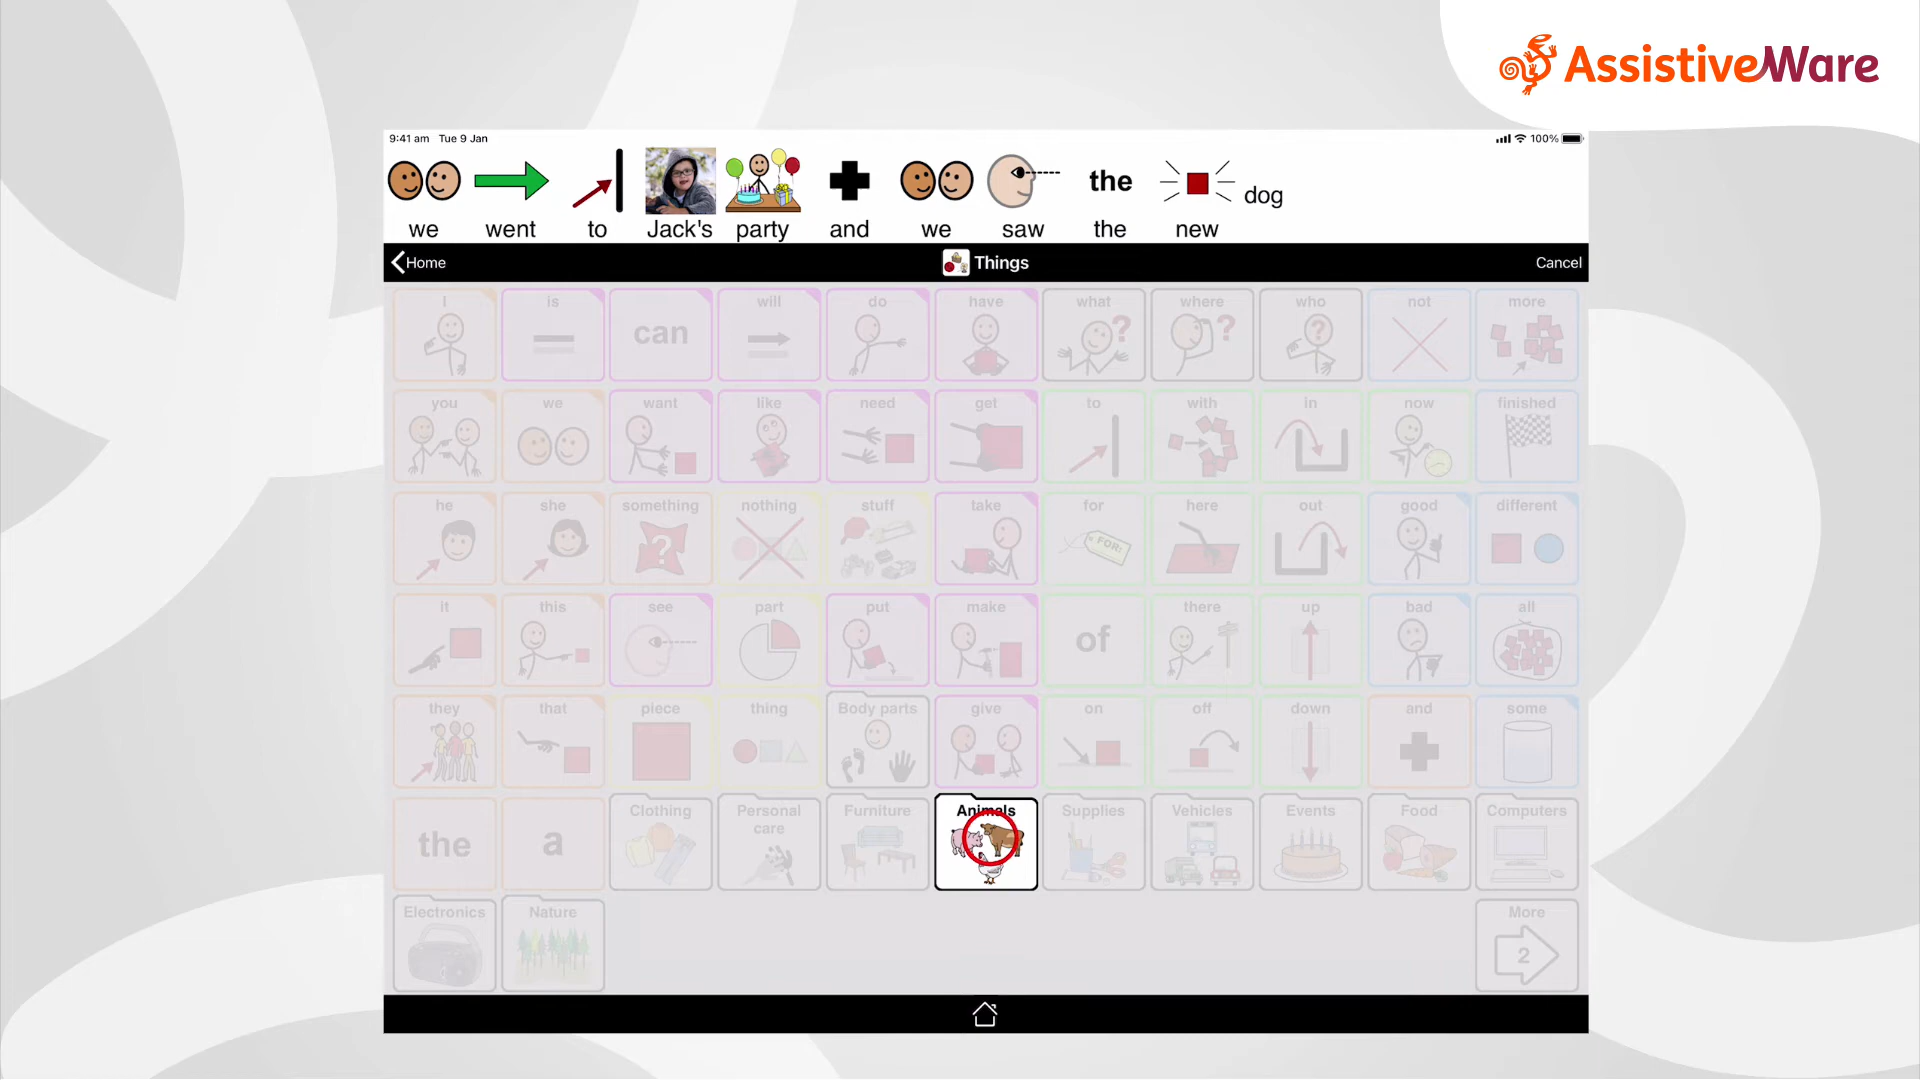 AssistiveWare
9:41 am Tue 9 Jan 100%
the dog
we went to Jack's party and we saw the new
Home Things Cancel
I is can will do have what where who not more
you we want like need get to with in now finished
he she something nothing stuff take for here out good different
FOR!
it this see part put make of there up bad all
they that piece thing Body parts give on off down and some
the a Clothing Personal care Furniture Animals Supplies Vehicles Events Food Computers
Electronics Nature More
2